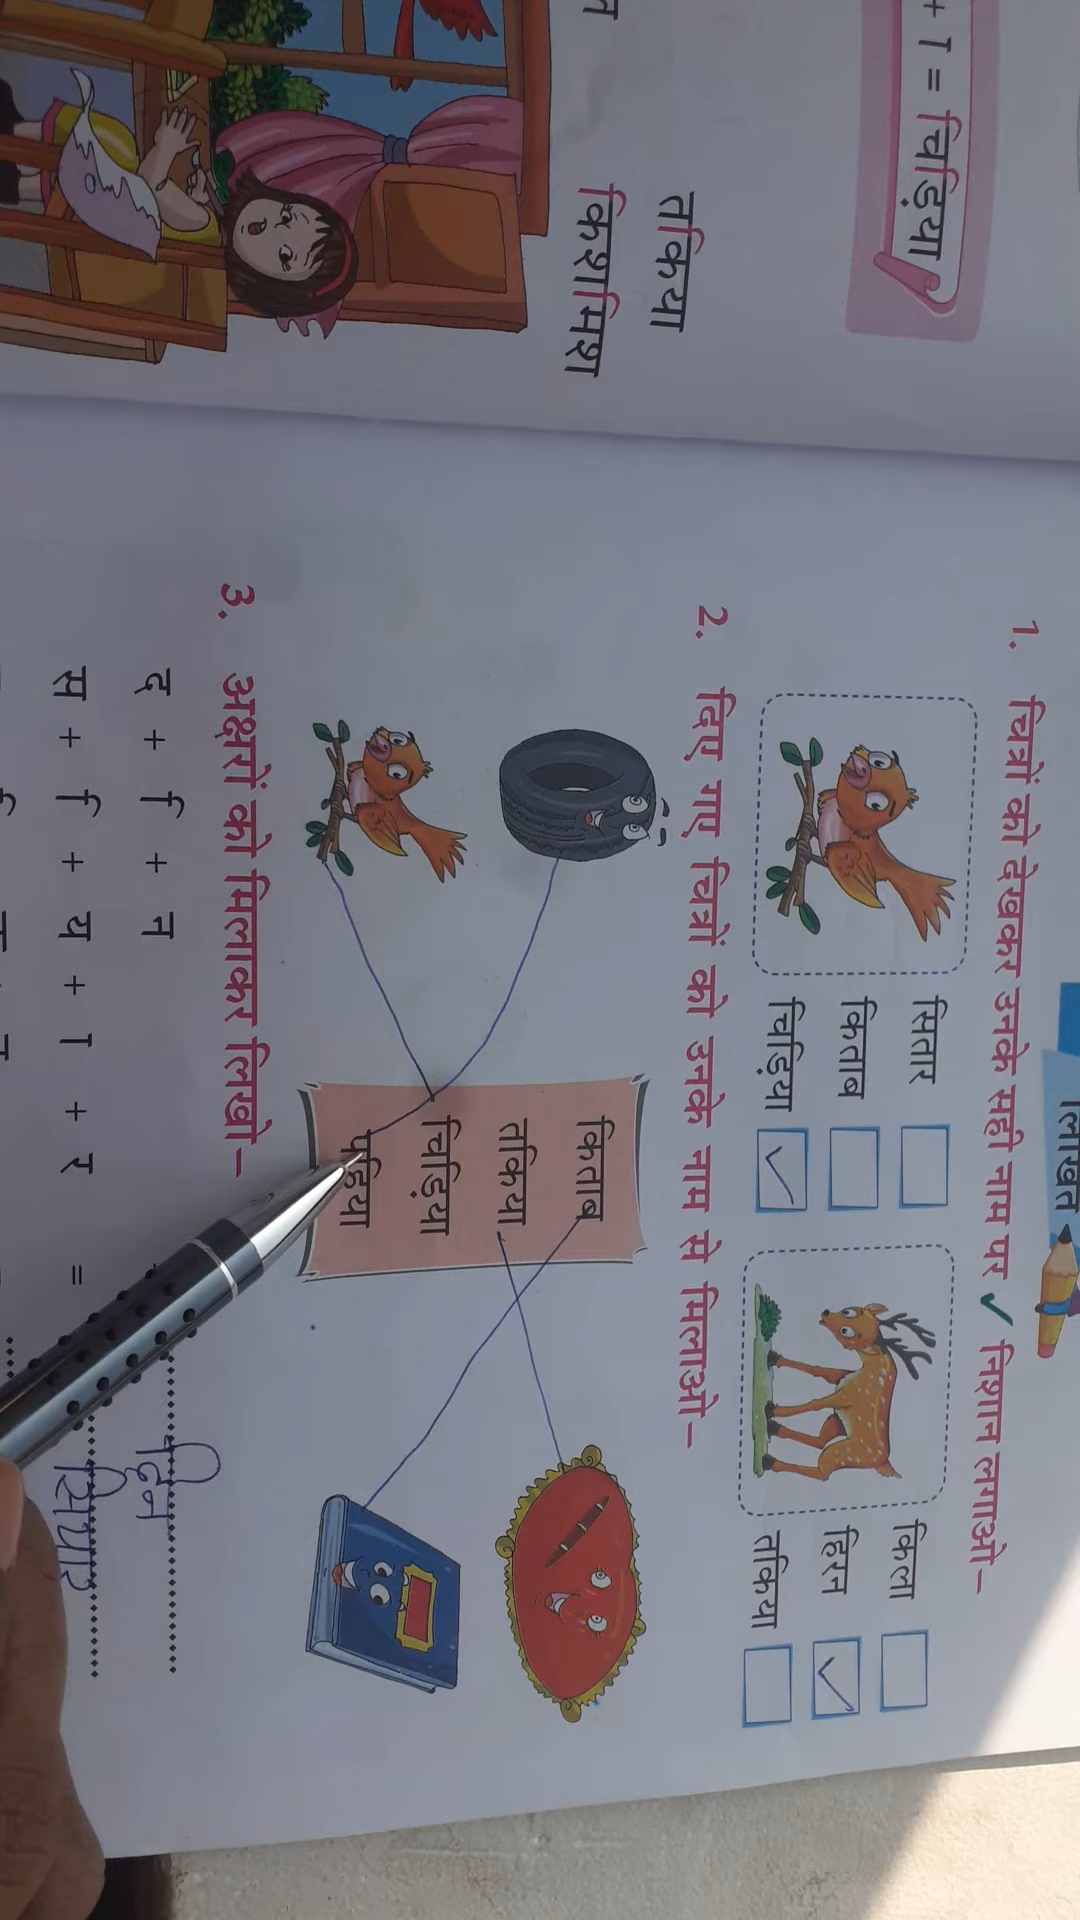 + ा = चिड़िया
तकिया
किशमिश
लिखित
1. चित्रों को देखकर उनके सही नाम पर ✓ निशान लगाओ–
सितार
किताब
चिड़िया ✓
किला
हिरन ✓
तकिया
2. दिए गए चित्रों को उनके नाम से मिलाओ–
किताब
तकिया
चिड़िया
पहिया
3. अक्षरों को मिलाकर लिखो–
द + ि + न दिन
स + ि + य + ा + र = सियार